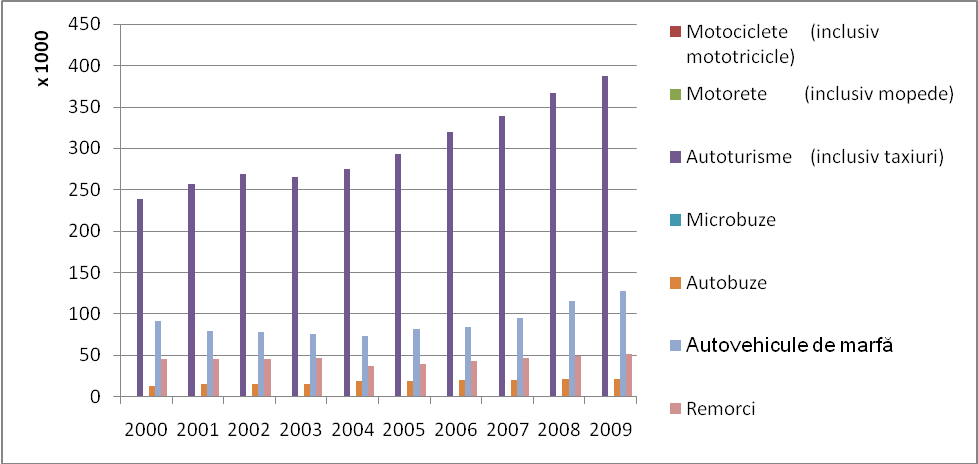 450
400
350
300
250
200
150
100
50
0
x 1000
2000 2001 2002 2003 2004 2005 2006 2007 2008 2009
Motociclete (inclusiv
mototricicle)
Motorete (inclusiv mopede)
Autoturisme (inclusiv taxiuri)
Microbuze
Autobuze
Autovehicule de marfă
Remorci